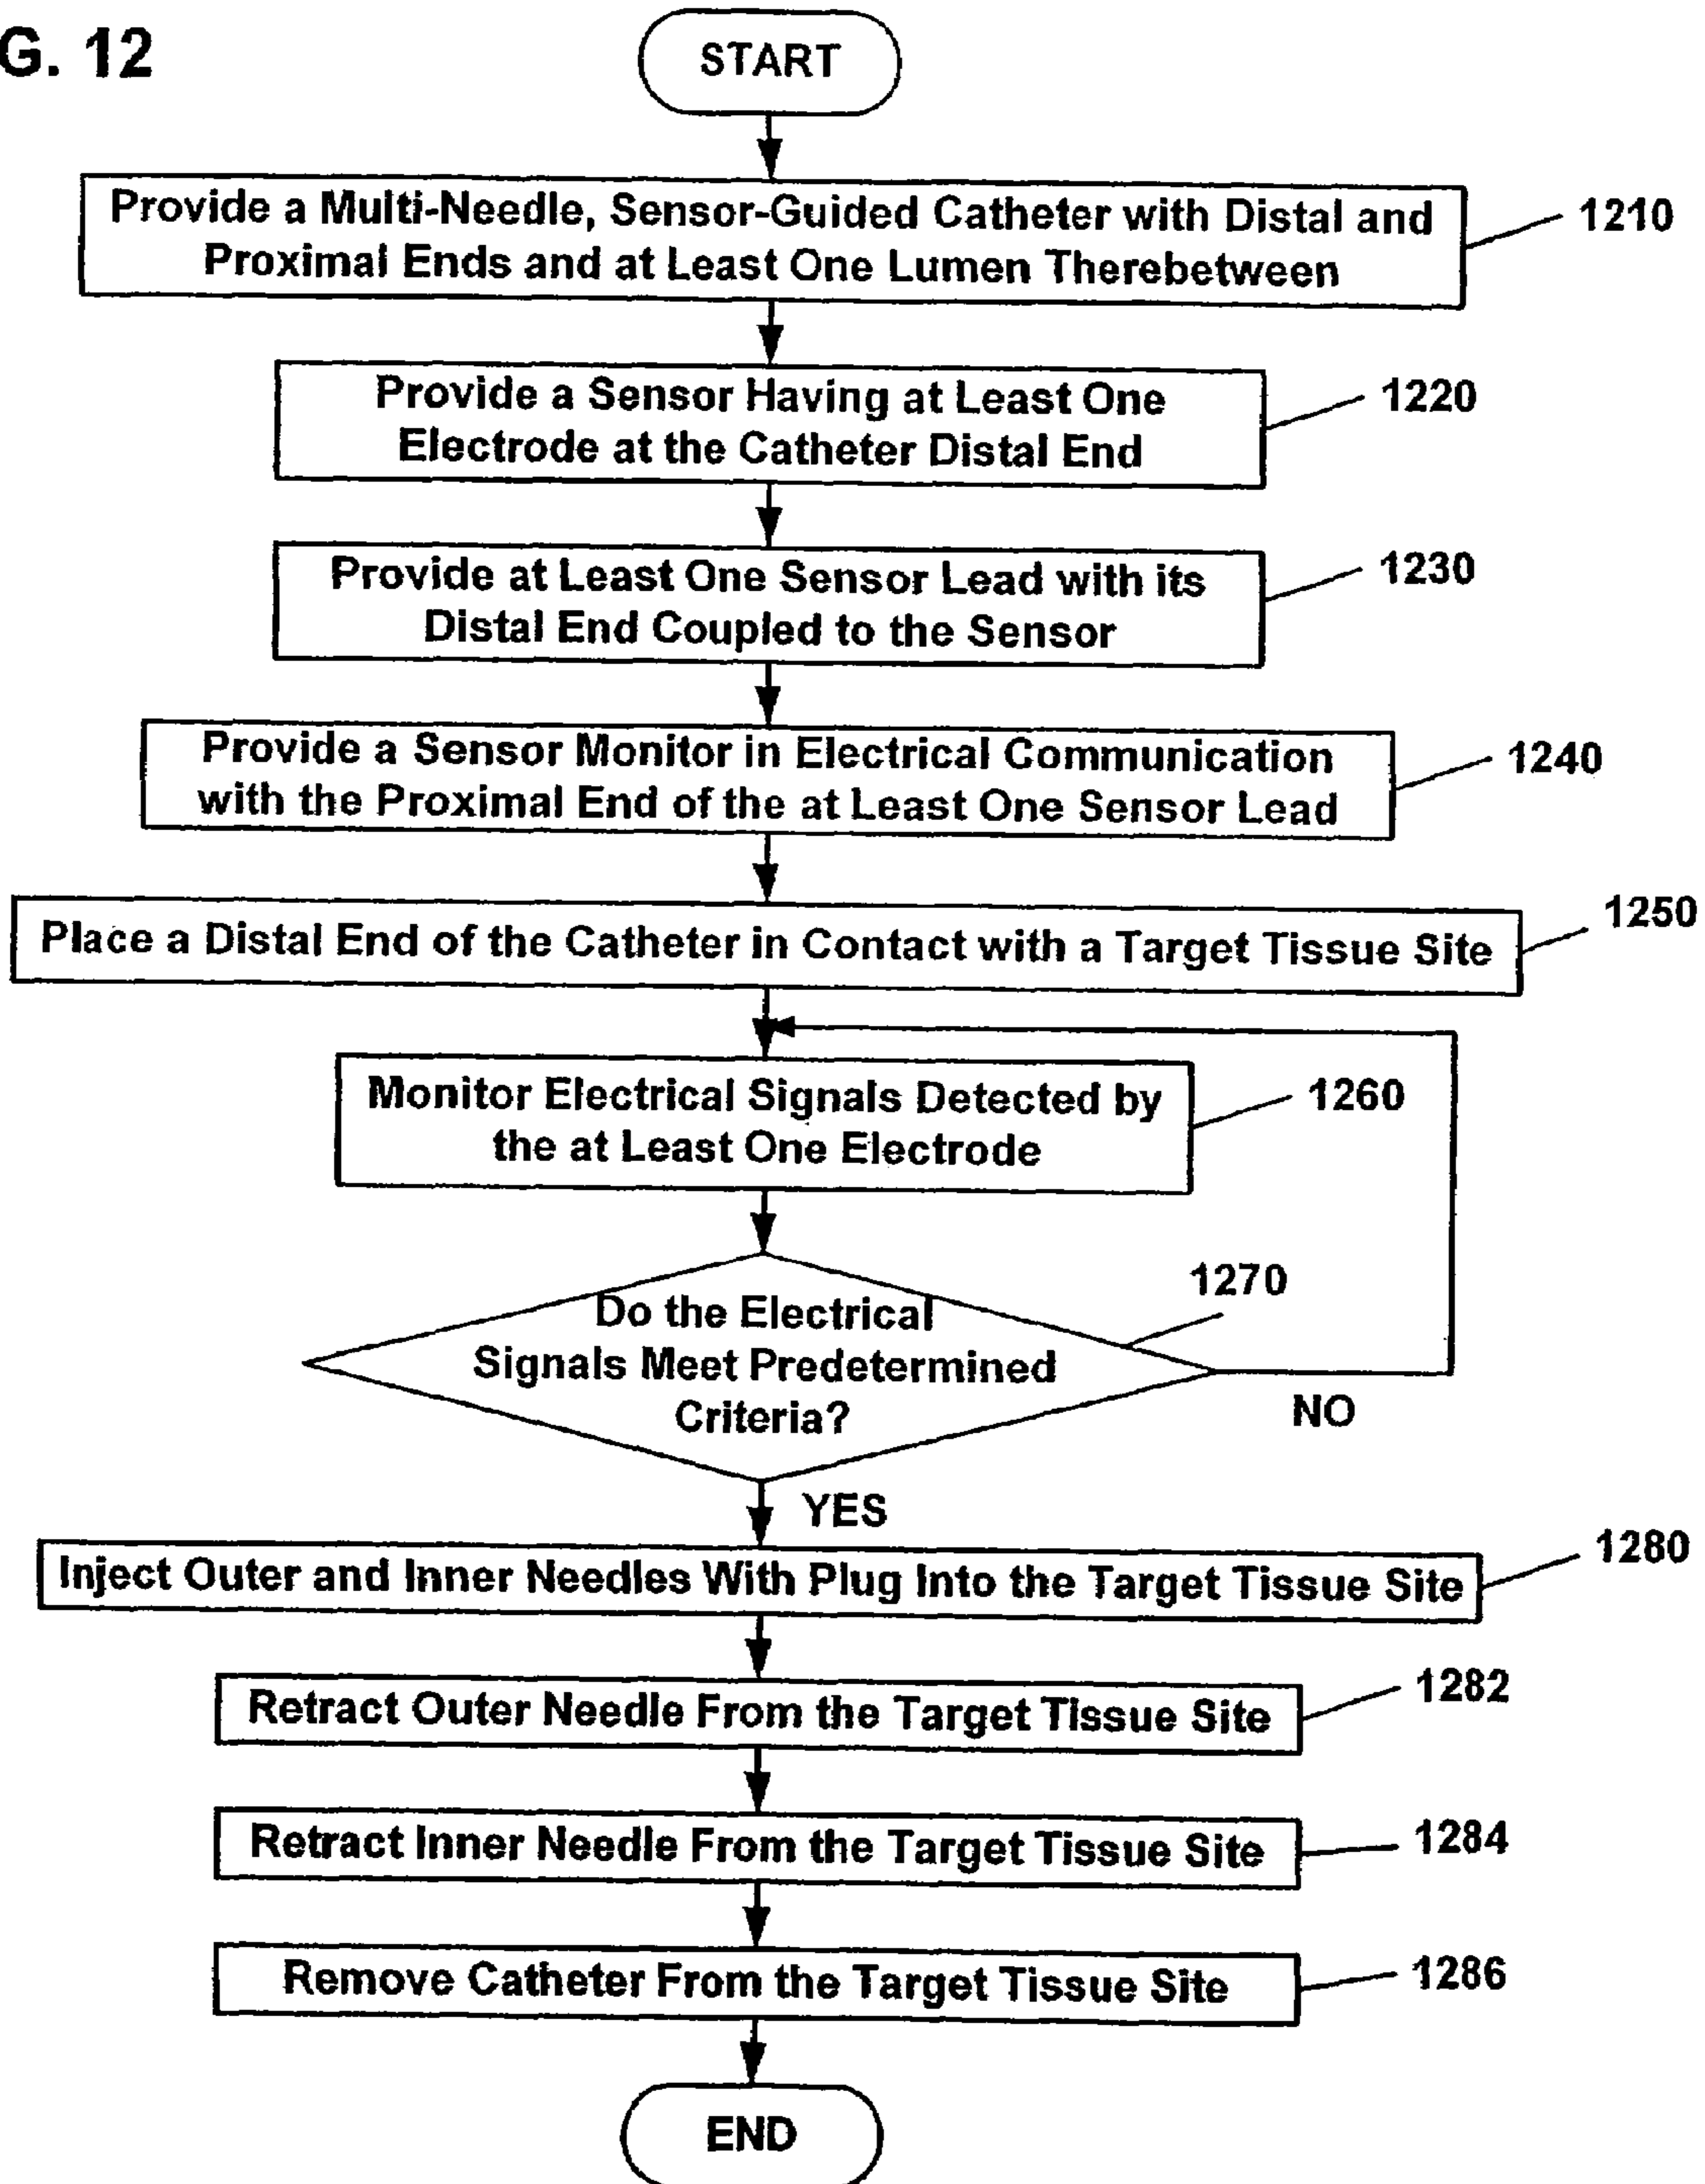 G. 12
START
Provide a Multi-Needle, Sensor-Guided Catheter with Distal and
Proximal Ends and at Least One Lumen Therebetween
1210
Provide a Sensor Having at Least One
Electrode at the Catheter Distal End
1220
Provide at Least One Sensor Lead with its
Distal End Coupled to the Sensor
1230
Provide a Sensor Monitor in Electrical Communication
with the Proximal End of the at Least One Sensor Lead
1240
Place a Distal End of the Catheter in Contact with a Target Tissue Site
1250
Monitor Electrical Signals Detected by
the at Least One Electrode
1260
Do the Electrical
Signals Meet Predetermined
Criteria?
1270
NO
YES
Inject Outer and Inner Needles With Plug Into the Target Tissue Site
1280
Retract Outer Needle From the Target Tissue Site
1282
Retract Inner Needle From the Target Tissue Site
1284
Remove Catheter From the Target Tissue Site
1286
END